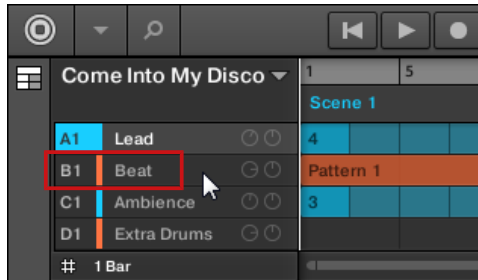 Come Into My Disco
1 5
Scene 1
A1 Lead 4
B1 Beat Pattern 1
C1 Ambience 3
D1 Extra Drums
# 1 Bar